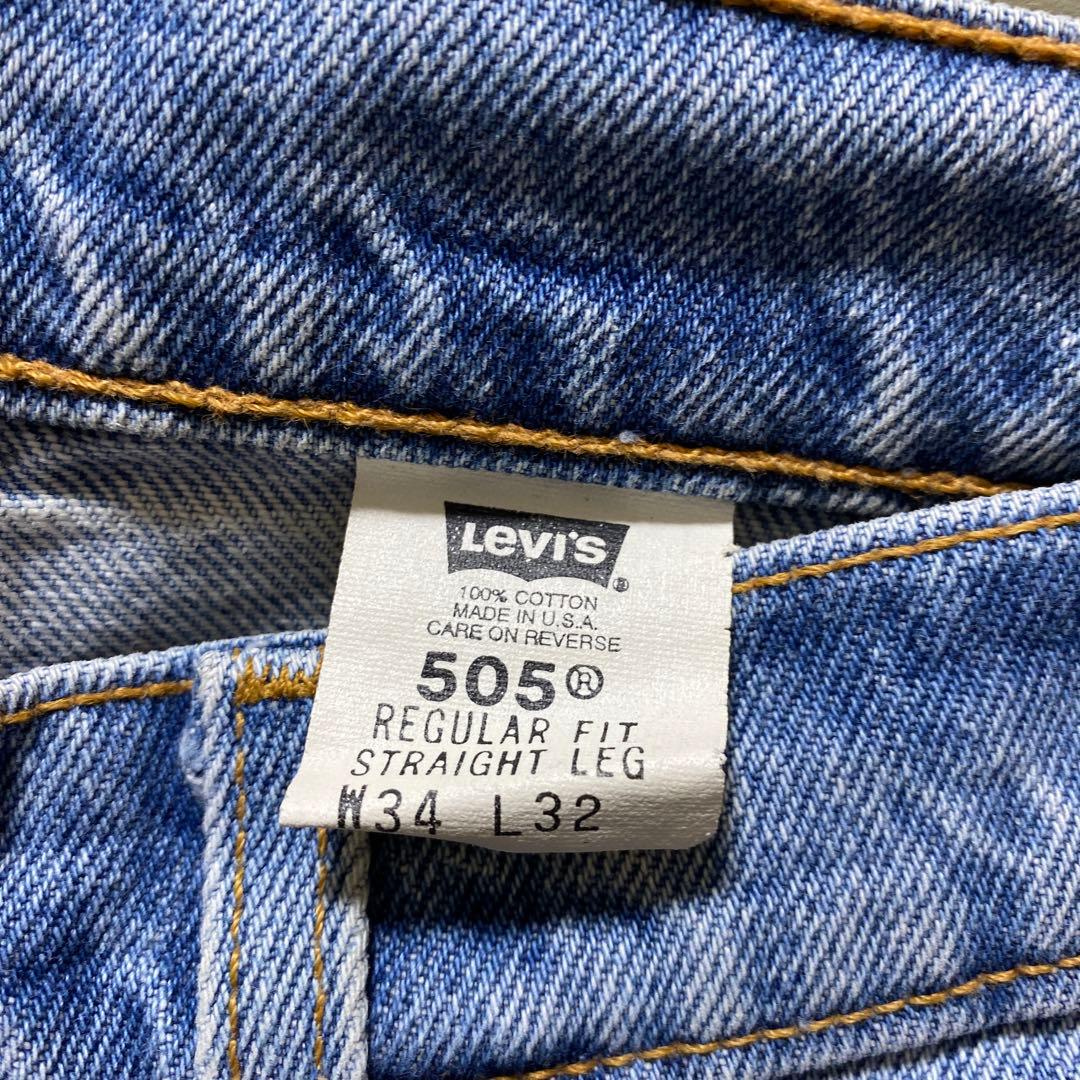 Levi's®
100% COTTON
MADE IN U.S.A.
CARE ON REVERSE
505®
REGULAR FIT
STRAIGHT LEG
W34 L32